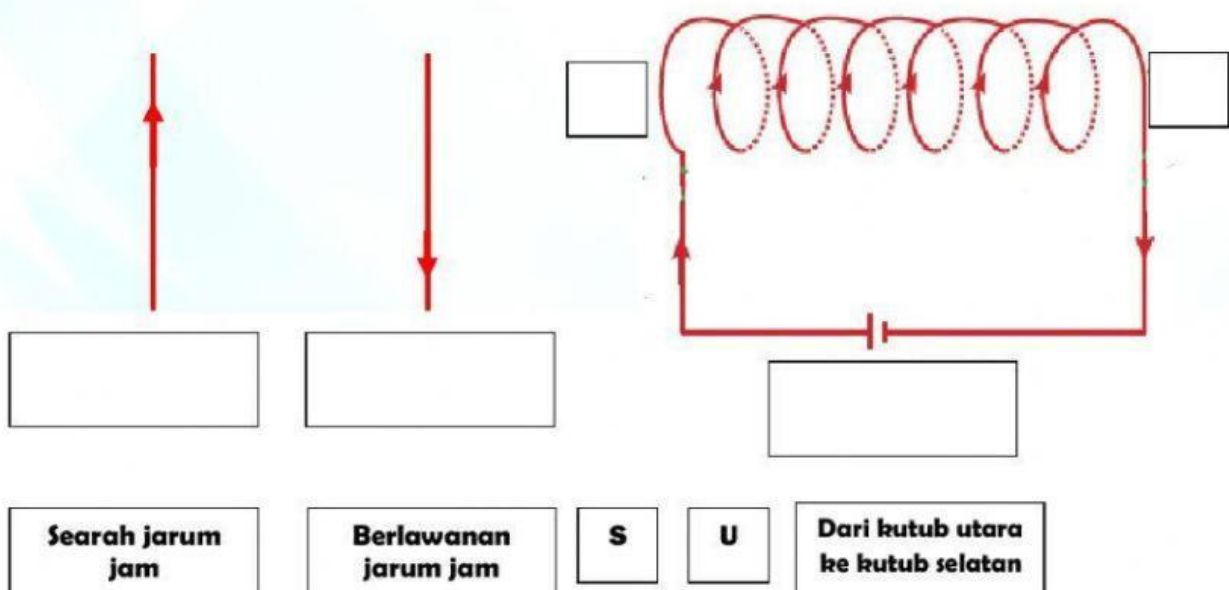 Searah jarum
jam
Berlawanan
jarum jam
S
U
Dari kutub utara
ke kutub selatan